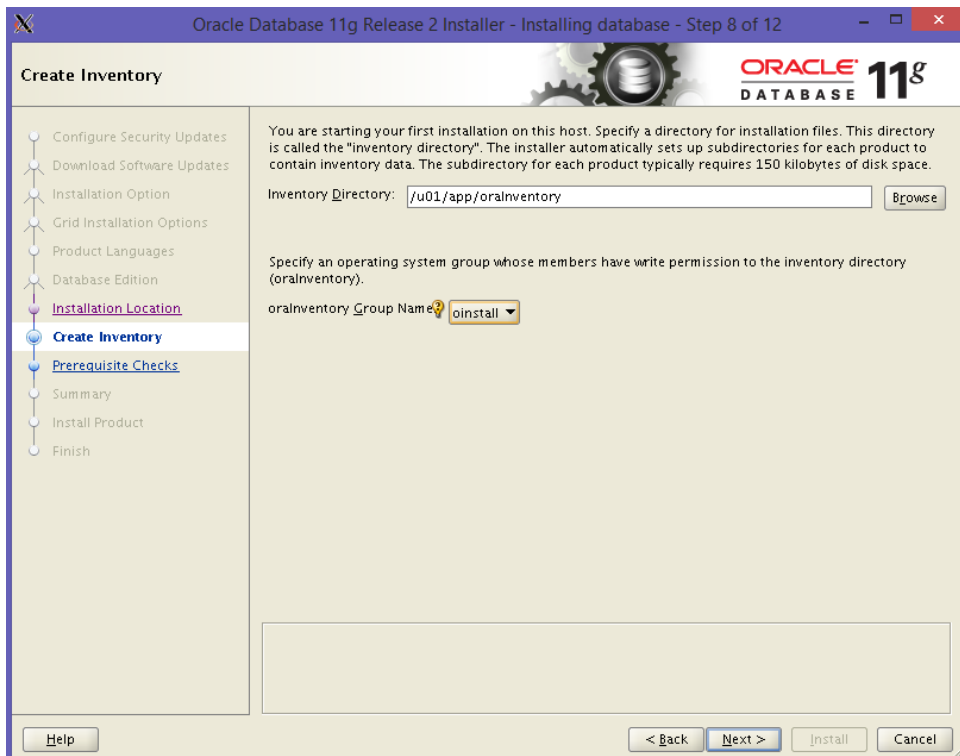 Oracle Database 11g Release 2 Installer - Installing database - Step 8 of 12
Create Inventory
ORACLE
DATABASE
11g
Configure Security Updates
Download Software Updates
Installation Option
Grid Installation Options
Product Languages
Database Edition
Installation Location
Create Inventory
Prerequisite Checks
Summary
Install Product
Finish
You are starting your first installation on this host. Specify a directory for installation files. This directory
is called the "inventory directory". The installer automatically sets up subdirectories for each product to
contain inventory data. The subdirectory for each product typically requires 150 kilobytes of disk space.
Inventory Directory: /u01/app/oraInventory Browse
Specify an operating system group whose members have write permission to the inventory directory
(oraInventory).
oraInventory Group Name oinstall
Help < Back Next > Install Cancel